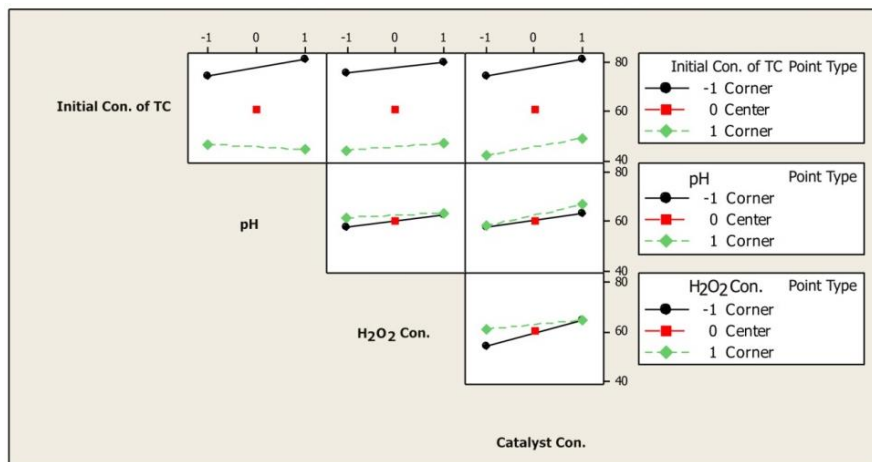 -1 0 1 -1 0 1 -1 0 1
Initial Con. of TC
80
60
40
Initial Con. of TC Point Type
-1 Corner
0 Center
1 Corner
pH
80
60
40
pH Point Type
-1 Corner
0 Center
1 Corner
H2O2 Con.
80
60
40
H2O2 Con. Point Type
-1 Corner
0 Center
1 Corner
Catalyst Con.